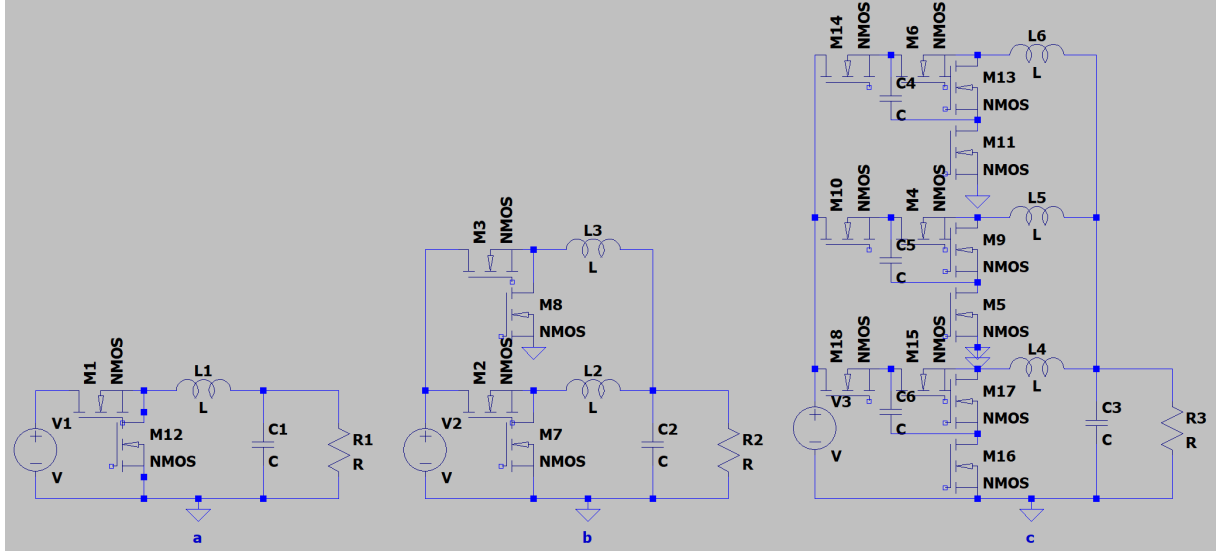 M14
NMOS
M6
NMOS
L6
L
M13
NMOS
C4
C
M11
NMOS
M10
NMOS
M4
NMOS
L5
L
M9
NMOS
C5
C
M5
NMOS
M3
NMOS
L3
L
M8
NMOS
M18
NMOS
M15
NMOS
L4
L
M17
NMOS
C6
C
M16
NMOS
V3
V
C3
C
R3
R
M1
NMOS
L1
L
M12
NMOS
V1
V
C1
C
R1
R
M2
NMOS
L2
L
M7
NMOS
V2
V
C2
C
R2
R
a
b
c